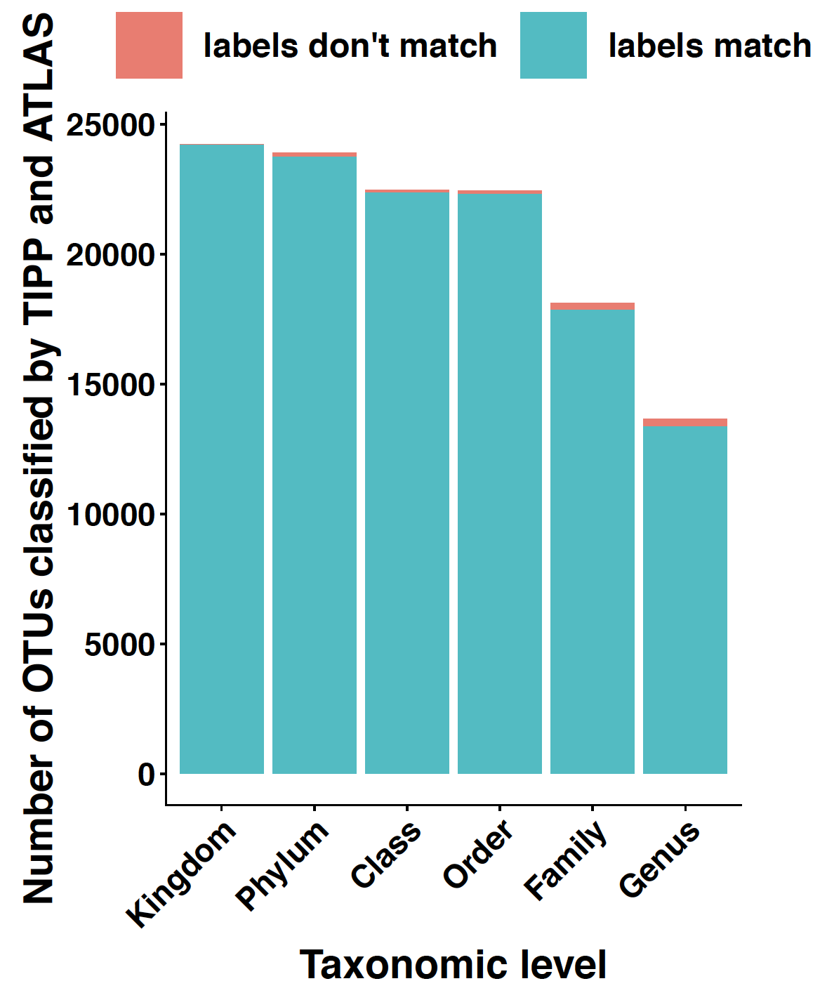 labels don't match
labels match
Number of OTUs classified by TIPP and ATLAS
25000
20000
15000
10000
5000
0
Kingdom
Phylum
Class
Order
Family
Genus
Taxonomic level